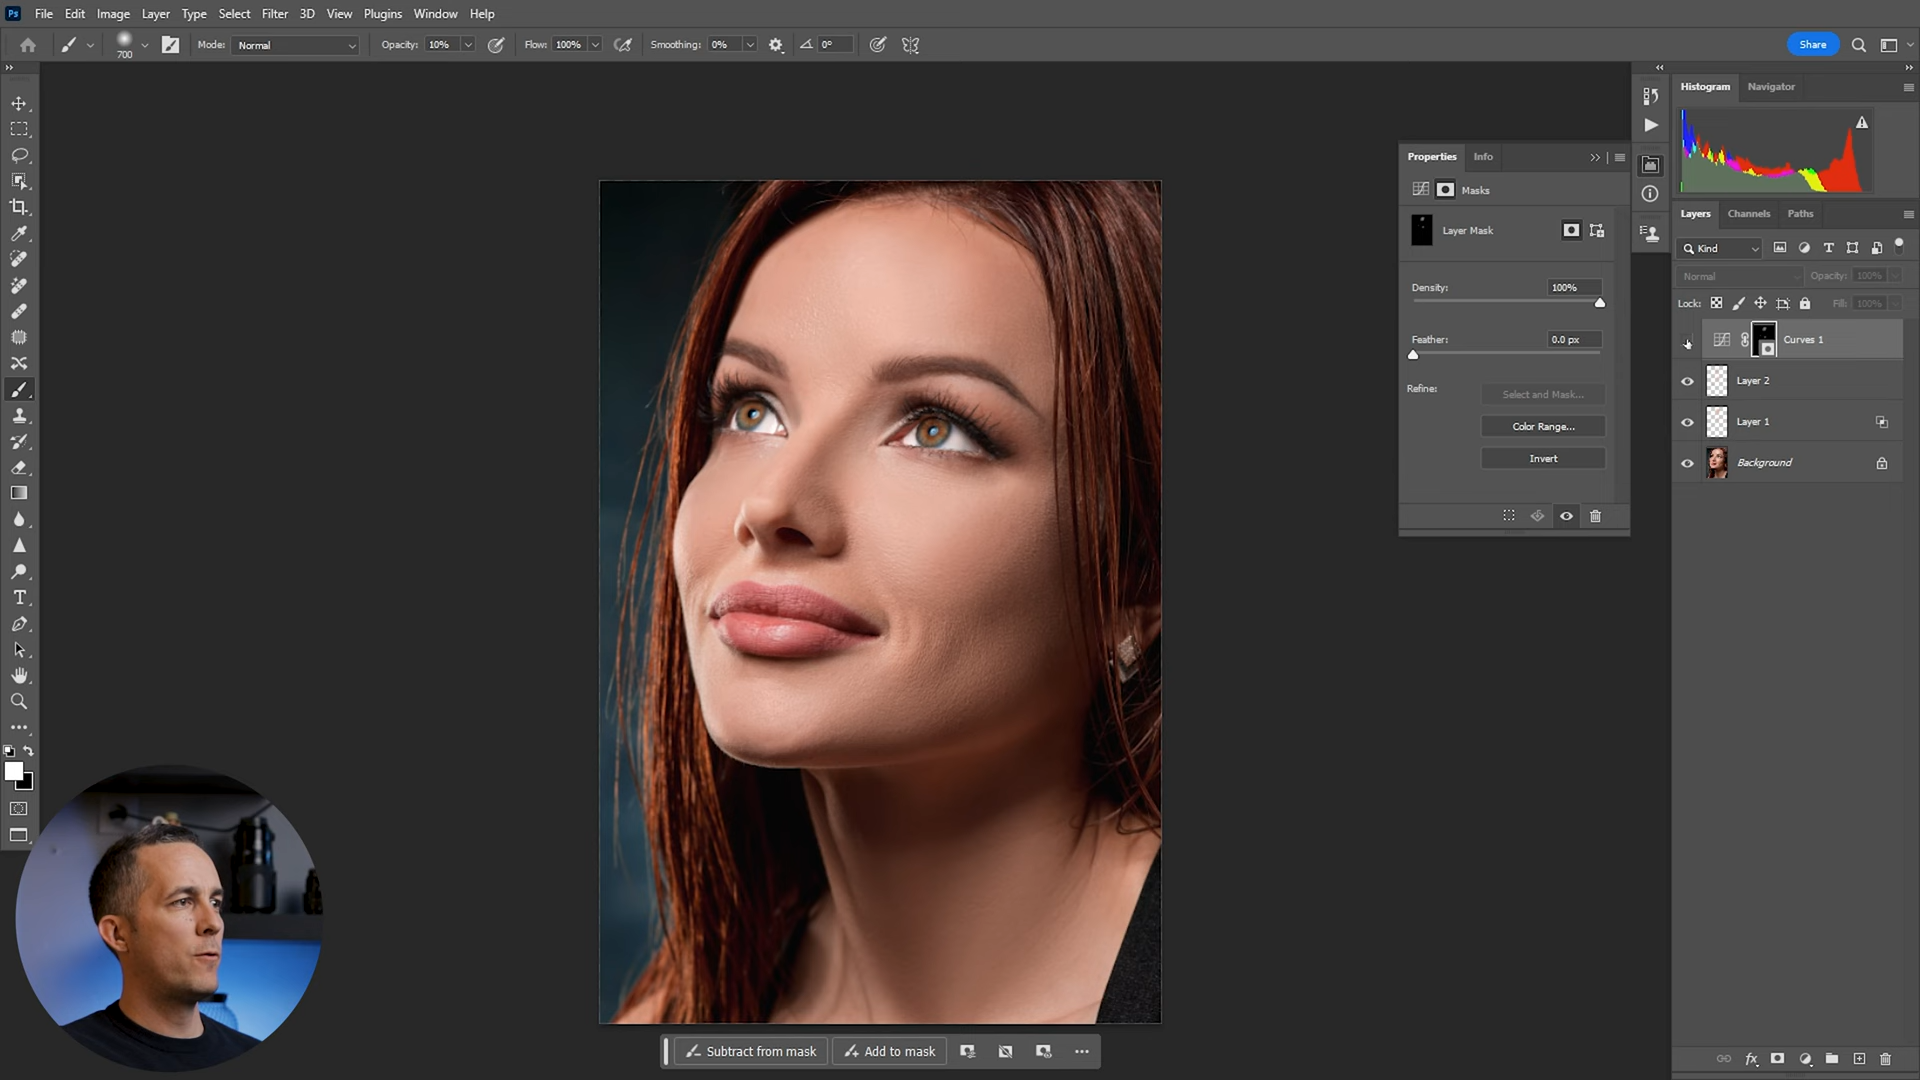 Ps File Edit Image Layer Type Select Filter 3D View Plugins Window Help
700 Mode: Normal Opacity: 10% Flow: 100% Smoothing: 0% 0° Share
Histogram Navigator
Properties Info
Masks
Layer Mask
Density: 100%
Feather: 0.0 px
Refine: Select and Mask...
Color Range...
Invert
Layers Channels Paths
Kind
Normal Opacity: 100%
Lock: Fill: 100%
Curves 1
Layer 2
Layer 1
Background
Subtract from mask Add to mask